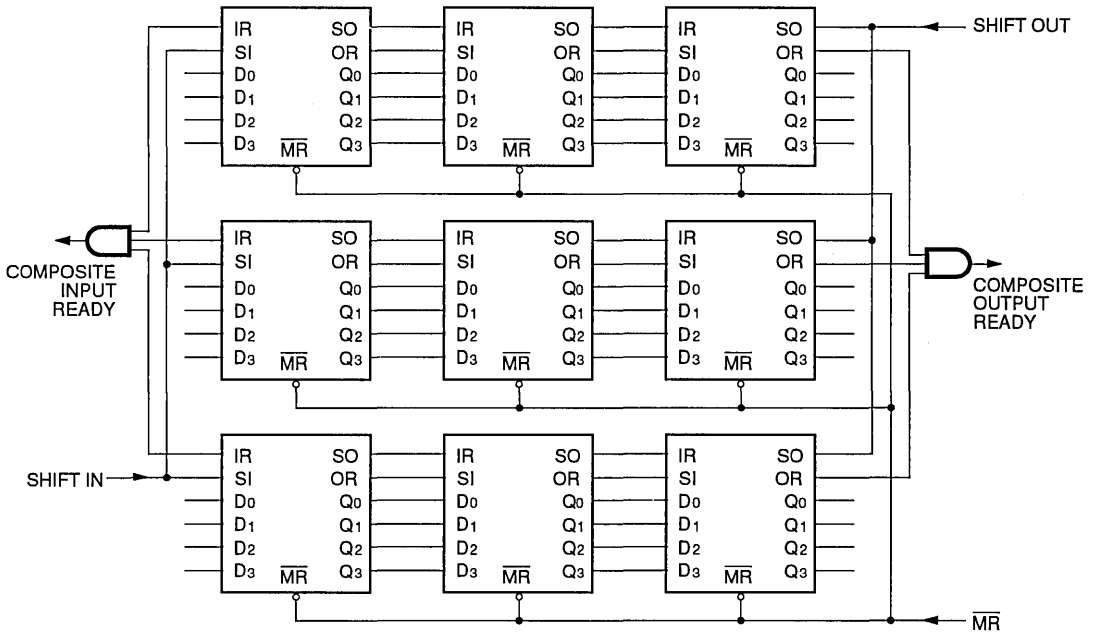 IR SO IR SO IR SO SHIFT OUT
SI OR SI OR SI OR
D0 Q0 D0 Q0 D0 Q0
D1 Q1 D1 Q1 D1 Q1
D2 Q2 D2 Q2 D2 Q2
D3 MR Q3 D3 MR Q3 D3 MR Q3
IR SO IR SO IR SO
SI OR SI OR SI OR
D0 Q0 D0 Q0 D0 Q0
D1 Q1 D1 Q1 D1 Q1
D2 Q2 D2 Q2 D2 Q2
D3 MR Q3 D3 MR Q3 D3 MR Q3
COMPOSITE
INPUT
READY
COMPOSITE
OUTPUT
READY
IR SO IR SO IR SO
SHIFT IN SI OR SI OR SI OR
D0 Q0 D0 Q0 D0 Q0
D1 Q1 D1 Q1 D1 Q1
D2 Q2 D2 Q2 D2 Q2
D3 MR Q3 D3 MR Q3 D3 MR Q3
MR